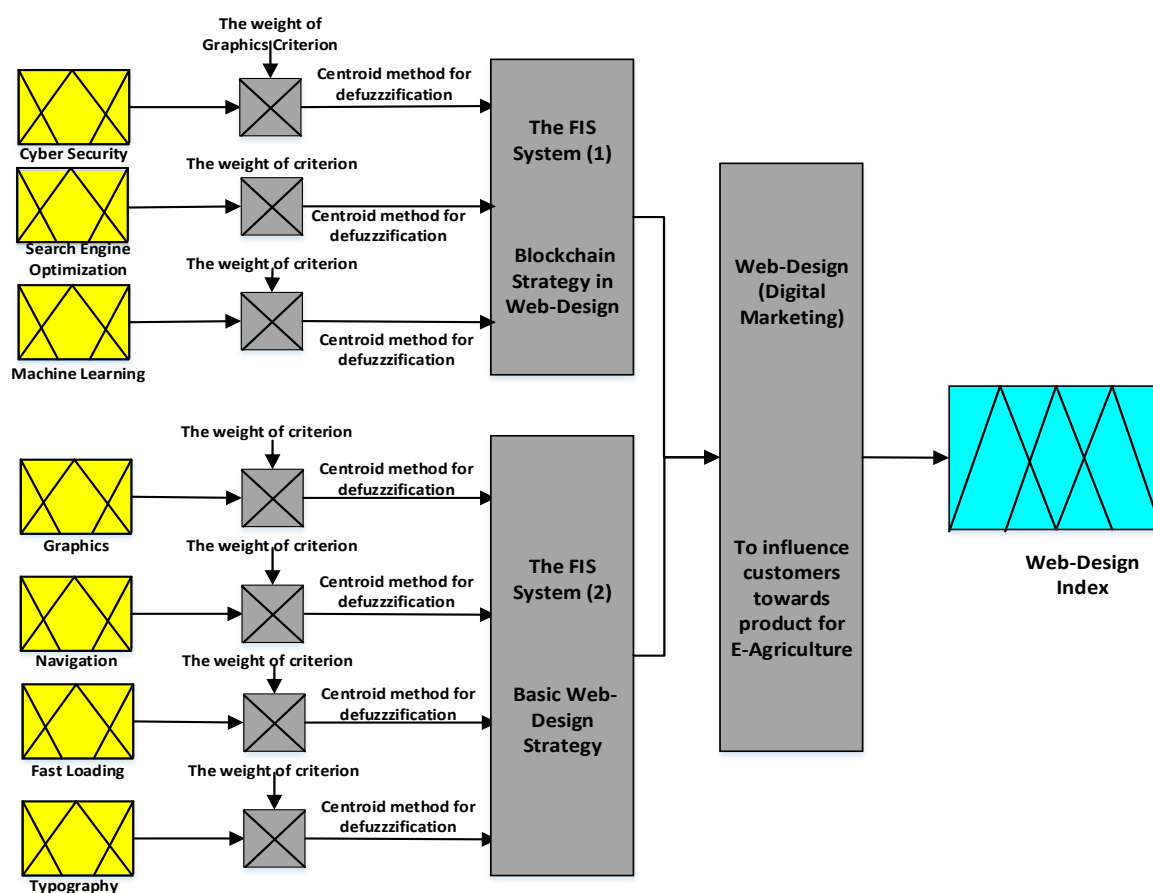 The weight of
Graphics Criterion
Centroid method for
defuzzzification
Cyber Security
The weight of criterion
Centroid method for
defuzzzification
Search Engine
Optimization
The weight of criterion
Centroid method for
defuzzzification
Machine Learning
The FIS
System (1)
Blockchain
Strategy in
Web-Design
The weight of criterion
Centroid method for
defuzzzification
Graphics
The weight of criterion
Centroid method for
defuzzzification
Navigation
The weight of criterion
Centroid method for
defuzzzification
Fast Loading
The weight of criterion
Centroid method for
defuzzzification
Typography
The FIS
System (2)
Basic Web-
Design
Strategy
Web-Design
(Digital
Marketing)
To influence
customers
towards
product for
E-Agriculture
Web-Design
Index